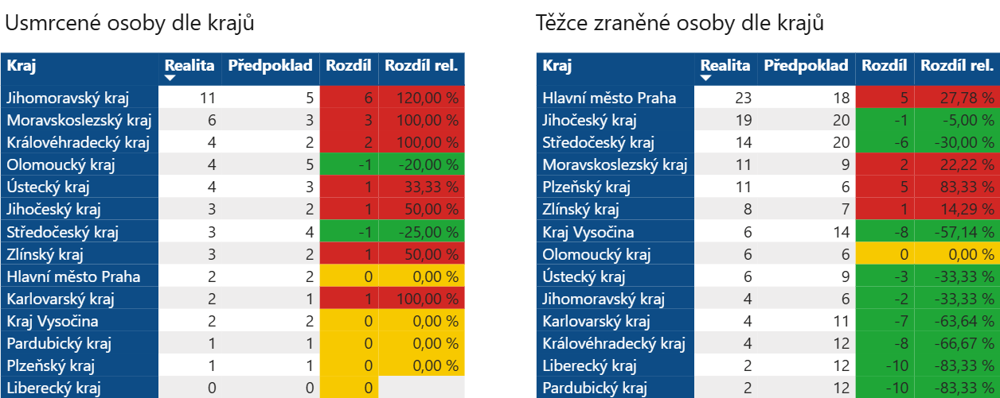 Usmrcené osoby dle krajů
Kraj Realita Předpoklad Rozdíl Rozdíl rel.
Jihomoravský kraj 11 5 6 120,00 %
Moravskoslezský kraj 6 3 3 100,00 %
Královéhradecký kraj 4 2 2 100,00 %
Olomoucký kraj 4 5 -1 -20,00 %
Ústecký kraj 4 3 1 33,33 %
Jihočeský kraj 3 2 1 50,00 %
Středočeský kraj 3 4 -1 -25,00 %
Zlínský kraj 3 2 1 50,00 %
Hlavní město Praha 2 2 0 0,00 %
Karlovarský kraj 2 1 1 100,00 %
Kraj Vysočina 2 2 0 0,00 %
Pardubický kraj 1 1 0 0,00 %
Plzeňský kraj 1 1 0 0,00 %
Liberecký kraj 0 0 0
Těžce zraněné osoby dle krajů
Kraj Realita Předpoklad Rozdíl Rozdíl rel.
Hlavní město Praha 23 18 5 27,78 %
Jihočeský kraj 19 20 -1 -5,00 %
Středočeský kraj 14 20 -6 -30,00 %
Moravskoslezský kraj 11 9 2 22,22 %
Plzeňský kraj 11 6 5 83,33 %
Zlínský kraj 8 7 1 14,29 %
Kraj Vysočina 6 14 -8 -57,14 %
Olomoucký kraj 6 6 0 0,00 %
Ústecký kraj 6 9 -3 -33,33 %
Jihomoravský kraj 4 6 -2 -33,33 %
Karlovarský kraj 4 11 -7 -63,64 %
Královéhradecký kraj 4 12 -8 -66,67 %
Liberecký kraj 2 12 -10 -83,33 %
Pardubický kraj 2 12 -10 -83,33 %